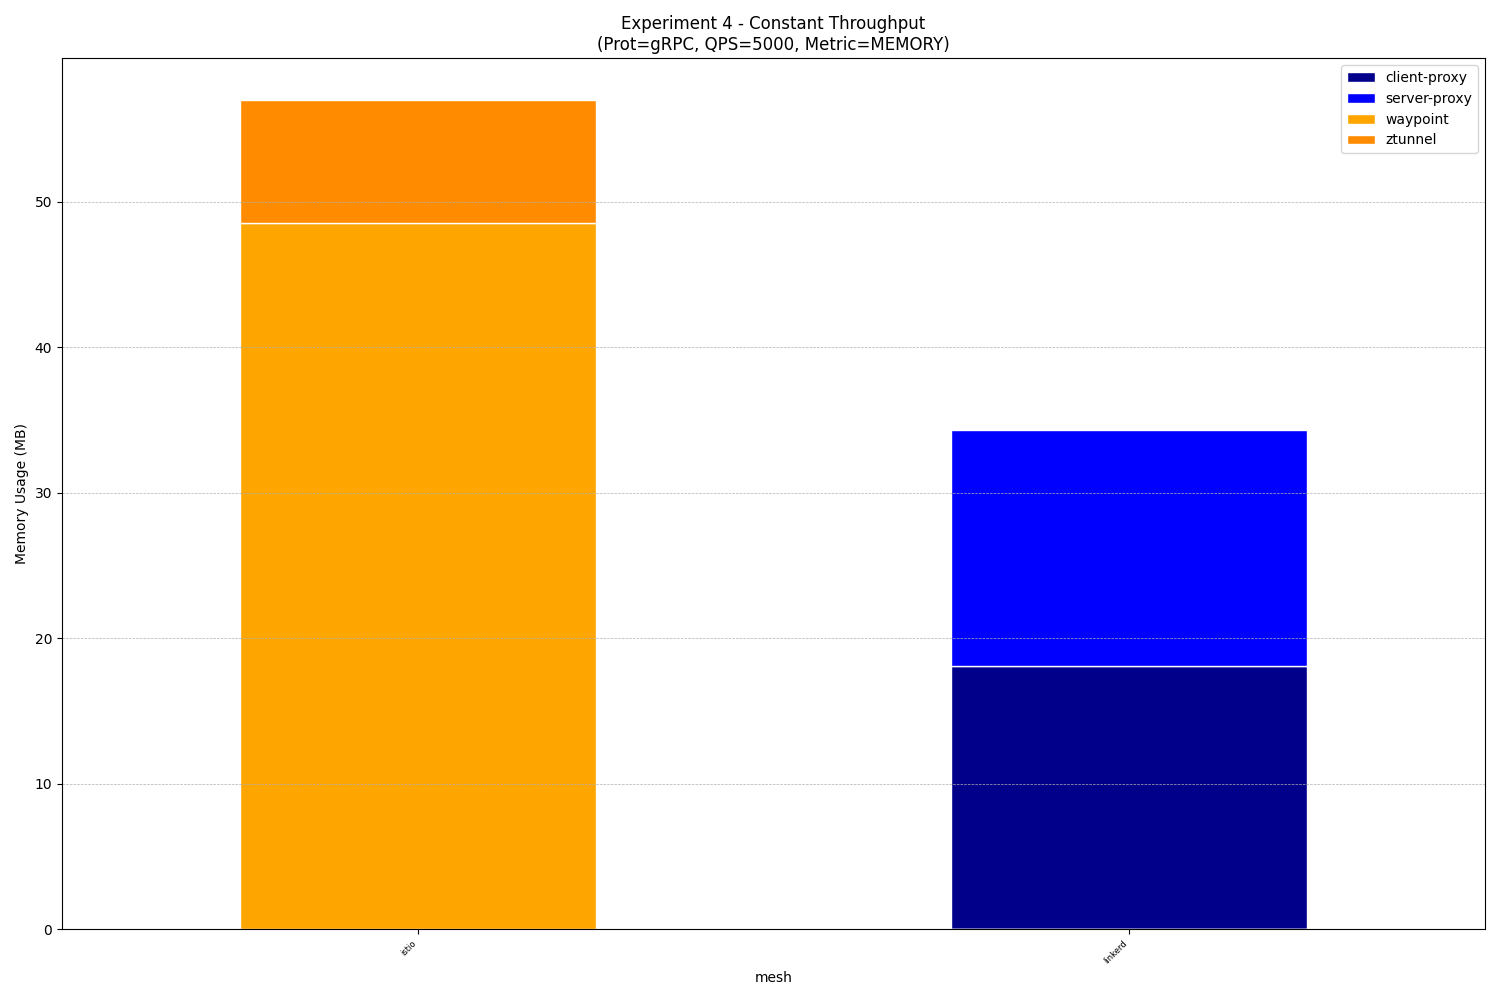 Experiment 4 - Constant Throughput
(Prot=gRPC, QPS=5000, Metric=MEMORY)
client-proxy
server-proxy
waypoint
ztunnel
50
40
30
20
10
0
Memory Usage (MB)
istio
linkerd
mesh